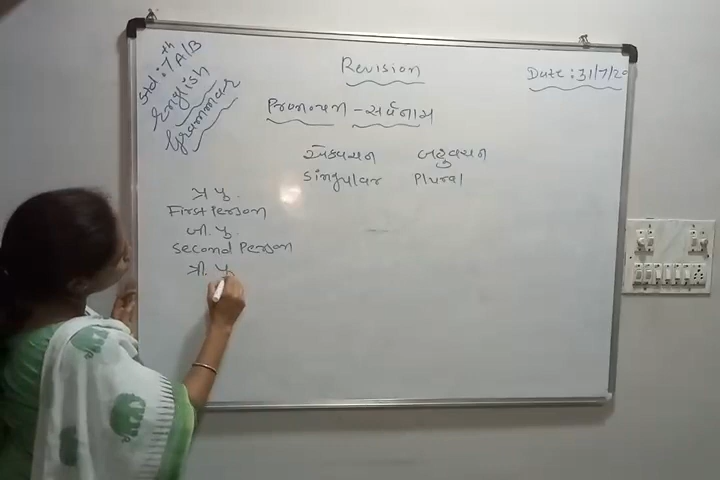 Std : 7th A/B
English
Grammar
Revision
Date : 31/7/20
Pronoun - સર્વનામ
એકવચન બહુવચન
Singular Plural
પ્ર પુ.
First Person
બી. પુ.
Second Person
ત્રી. પુ